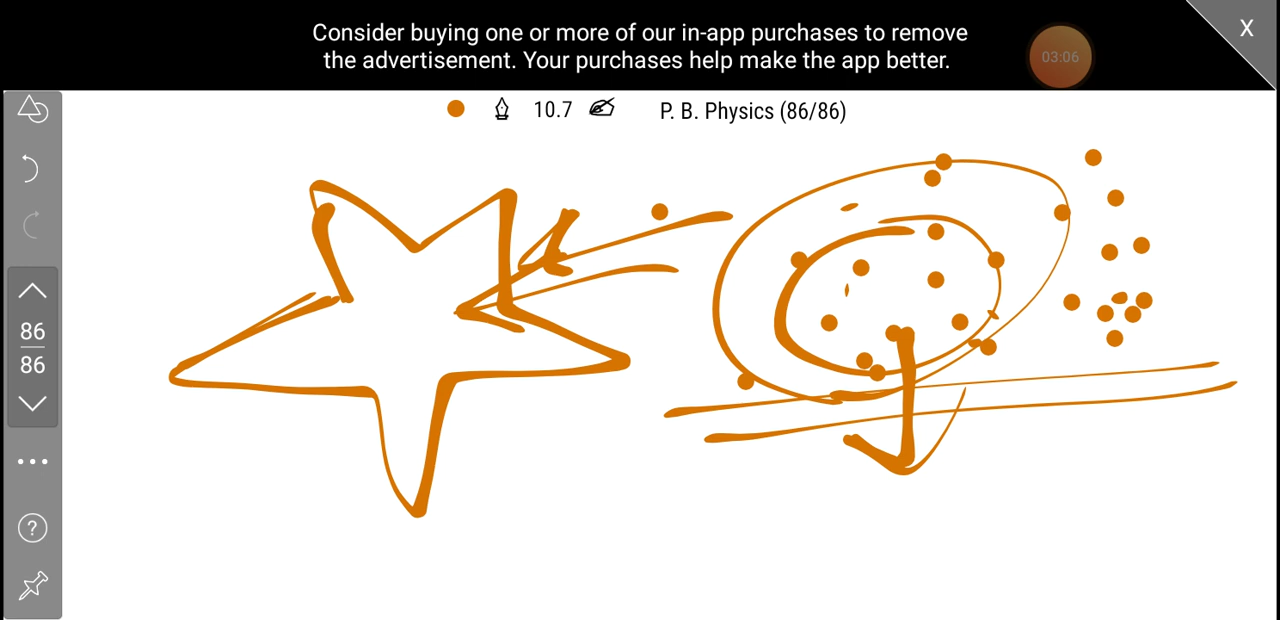 Consider buying one or more of our in-app purchases to remove
the advertisement. Your purchases help make the app better.
03:06
X
10.7 P. B. Physics (86/86)
86
86
?